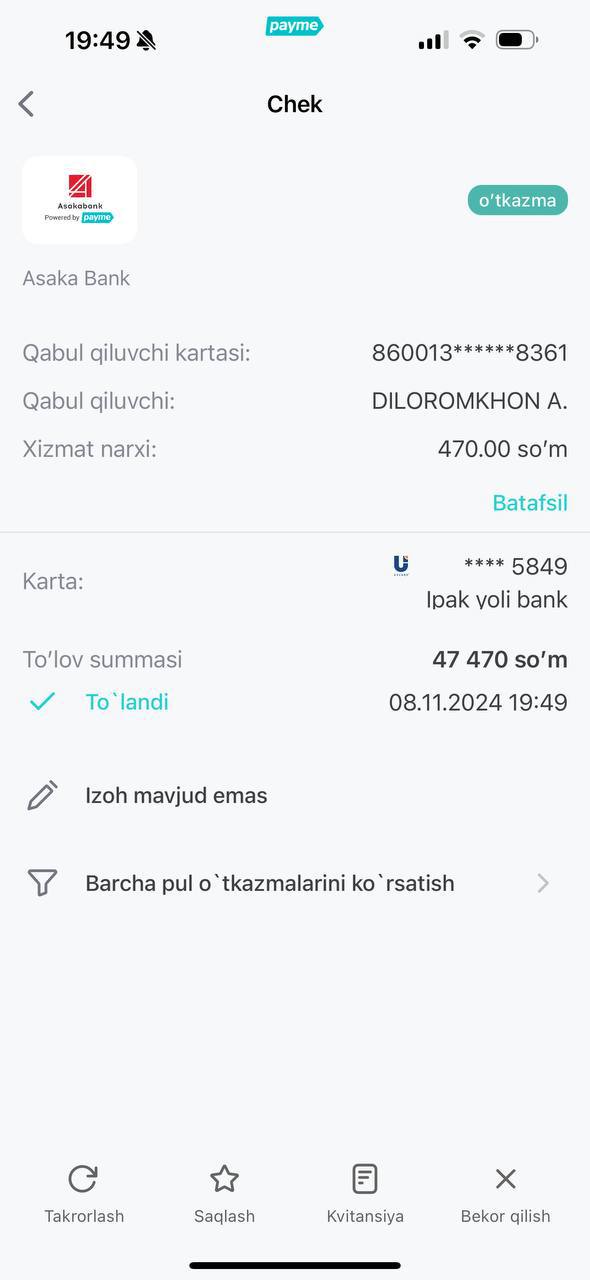 19:49
payme
Chek
Asakabank
Powered by payme
o‘tkazma
Asaka Bank
Qabul qiluvchi kartasi: 860013******8361
Qabul qiluvchi: DILOROMKHON A.
Xizmat narxi: 470.00 so‘m
Batafsil
Karta: **** 5849
Ipak yoli bank
To‘lov summasi 47 470 so‘m
To`landi 08.11.2024 19:49
Izoh mavjud emas
Barcha pul o`tkazmalarini ko`rsatish
Takrorlash Saqlash Kvitansiya Bekor qilish